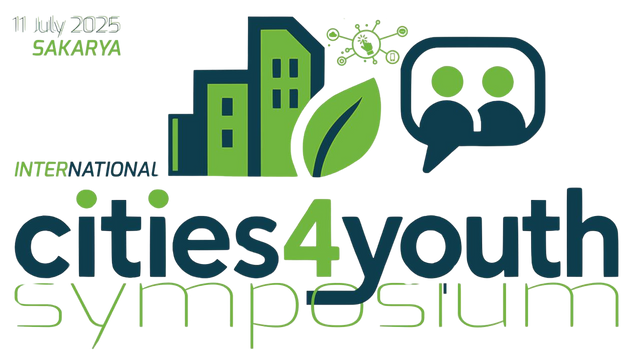 11 July 2025
SAKARYA
INTERNATIONAL
cities4youth
symposium